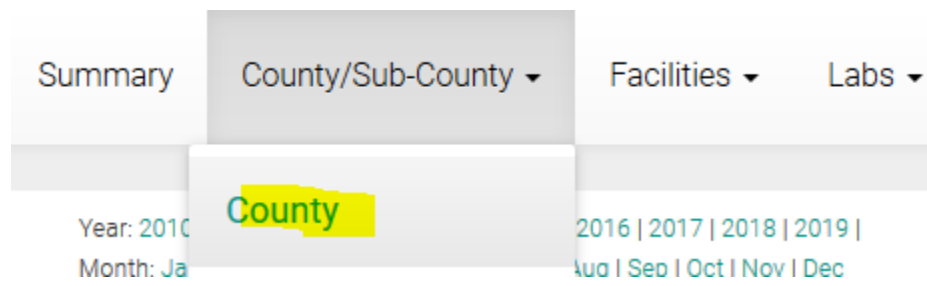 Summary County/Sub-County Facilities Labs
County
Year: 2010 2016 | 2017 | 2018 | 2019 |
Month: Ja Aug | Sep | Oct | Nov | Dec